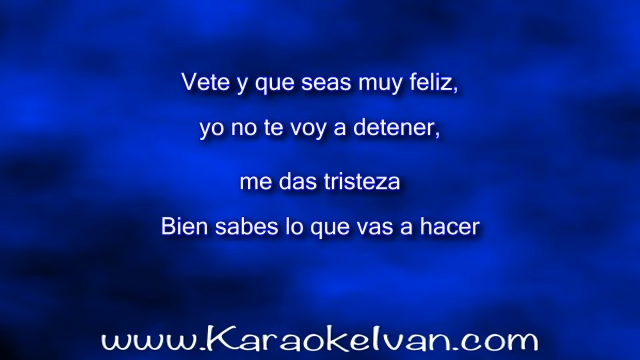 Vete y que seas muy feliz,
yo no te voy a detener,
me das tristeza
Bien sabes lo que vas a hacer
www.KaraokeIvan.com